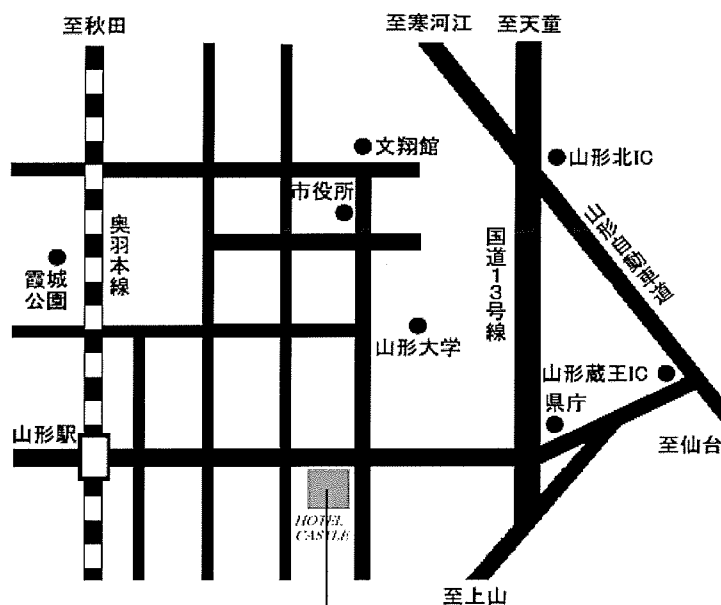 至秋田
至寒河江
至天童
文翔館
山形北IC
市役所
奥羽本線
国道13号線
山形自動車道
霞城
公園
山形大学
山形蔵王IC
県庁
山形駅
至仙台
HOTEL
CASTLE
至上山